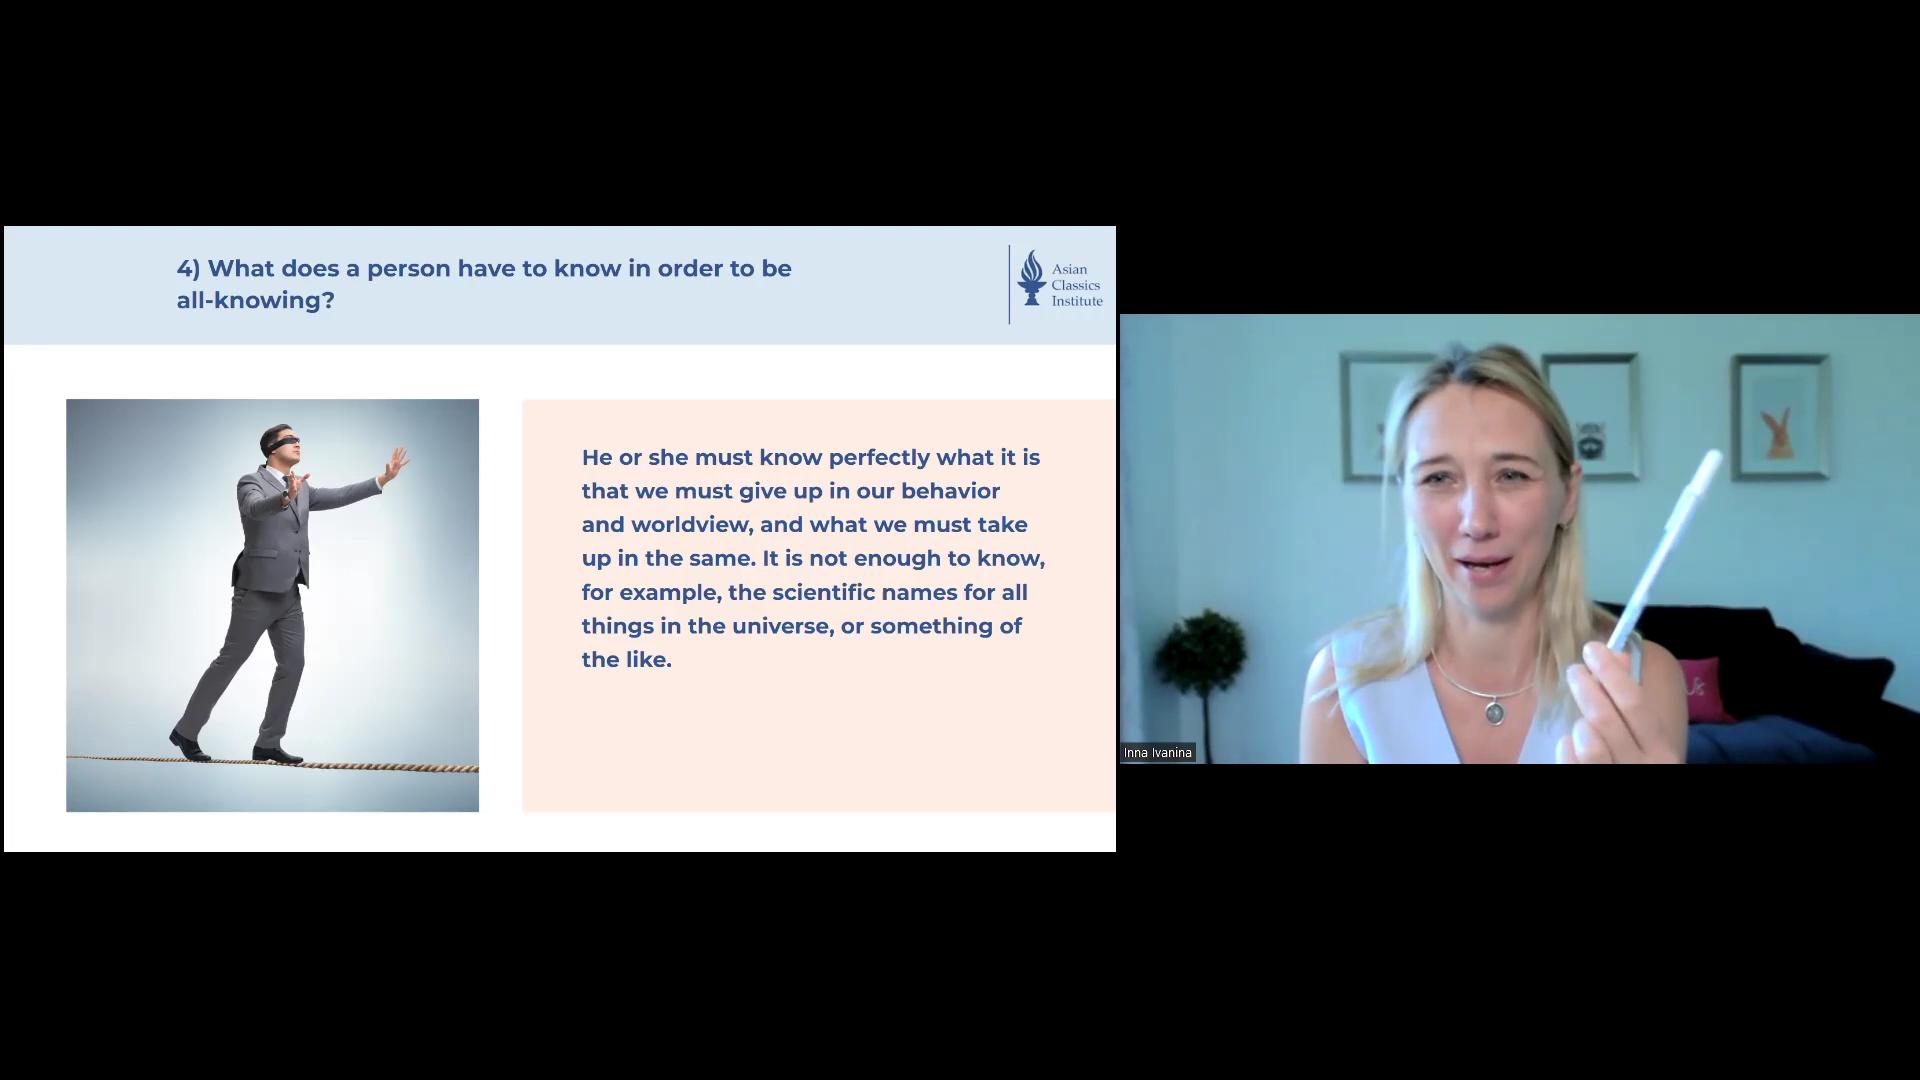 4) What does a person have to know in order to be
all-knowing?
Asian
Classics
Institute
He or she must know perfectly what it is
that we must give up in our behavior
and worldview, and what we must take
up in the same. It is not enough to know,
for example, the scientific names for all
things in the universe, or something of
the like.
Inna Ivanina